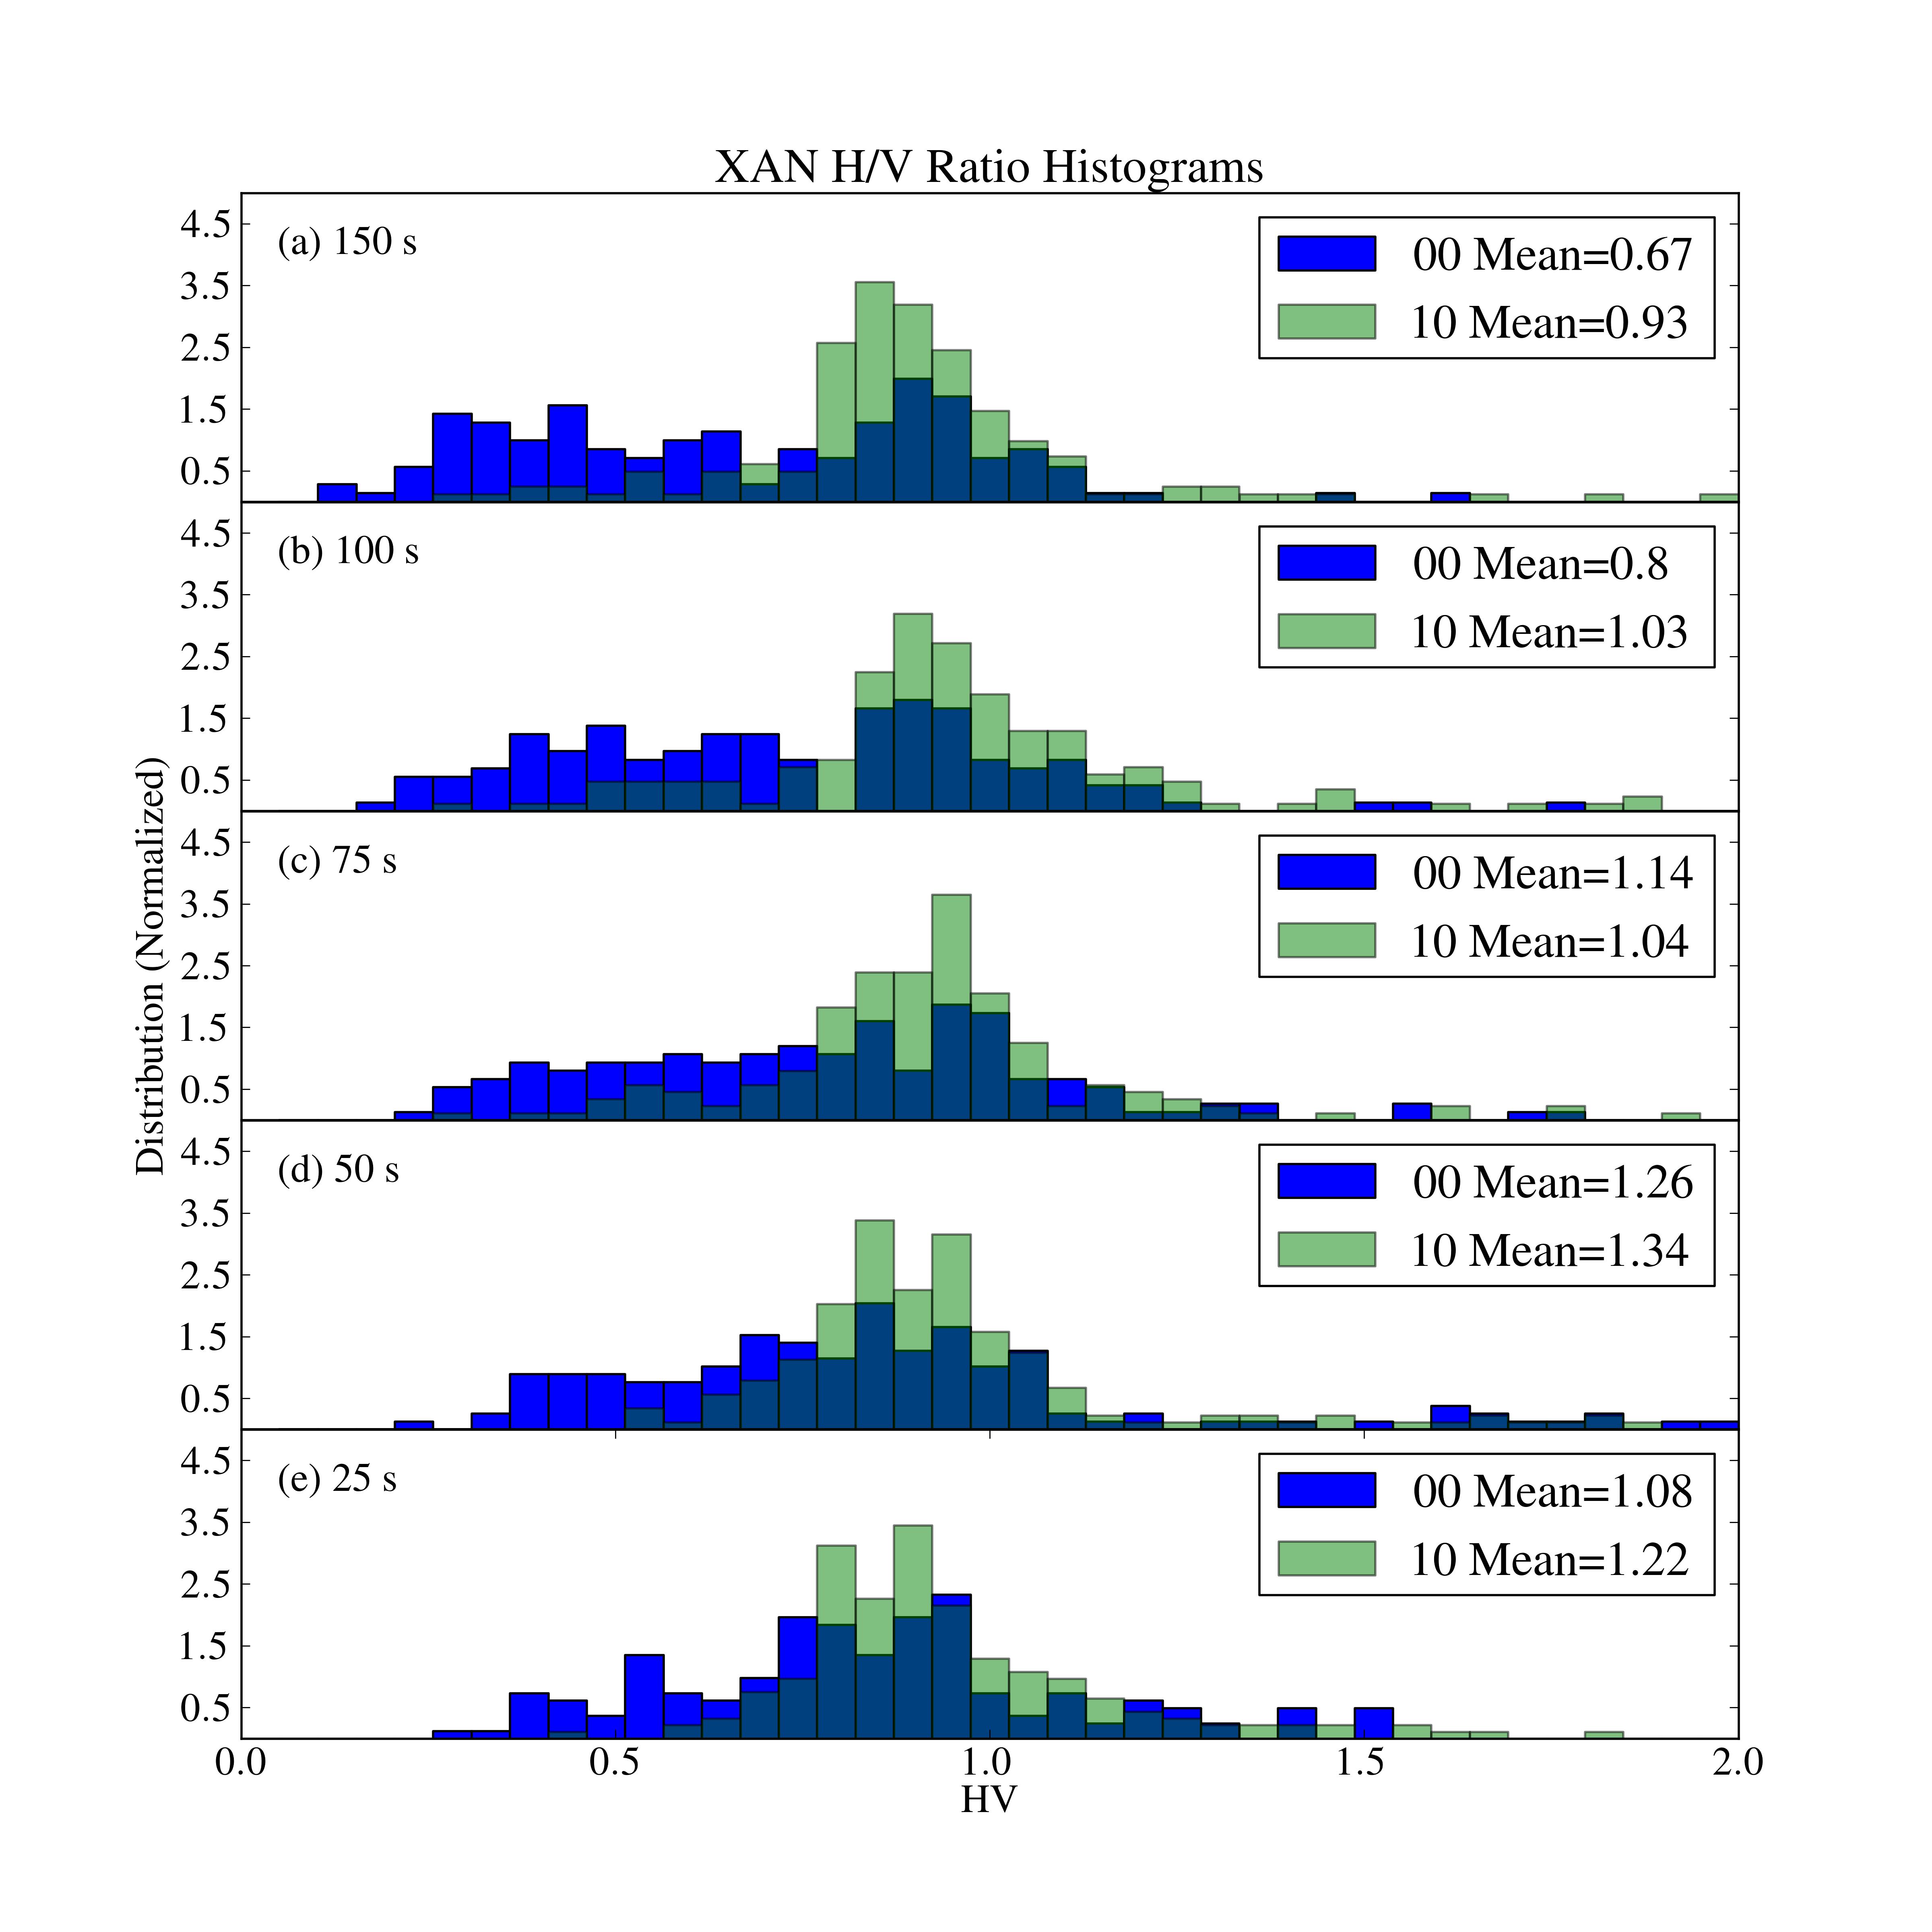 XAN H/V Ratio Histograms
Distribution (Normalized)
4.5
3.5
2.5
1.5
0.5
(a) 150 s
00 Mean=0.67
10 Mean=0.93
4.5
3.5
2.5
1.5
0.5
(b) 100 s
00 Mean=0.8
10 Mean=1.03
4.5
3.5
2.5
1.5
0.5
(c) 75 s
00 Mean=1.14
10 Mean=1.04
4.5
3.5
2.5
1.5
0.5
(d) 50 s
00 Mean=1.26
10 Mean=1.34
4.5
3.5
2.5
1.5
0.5
(e) 25 s
00 Mean=1.08
10 Mean=1.22
0.0 0.5 1.0 1.5 2.0
HV